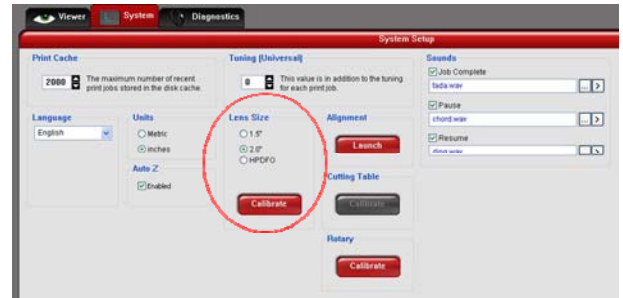 Viewer System Diagnostics
System Setup
Print Cache
2000 The maximum number of recent
print jobs stored in the disk cache.
Tuning (Universal)
0 This value is in addition to the tuning
for each print job.
Sounds
Job Complete
tada.wav ... >
Pause
chord.wav ... >
Resume
ding.wav
Language
English
Units
Metric
inches
Auto Z
Enabled
Lens Size
1.5"
2.0"
HPDFO
Calibrate
Alignment
Launch
Cutting Table
Calibrate
Rotary
Calibrate